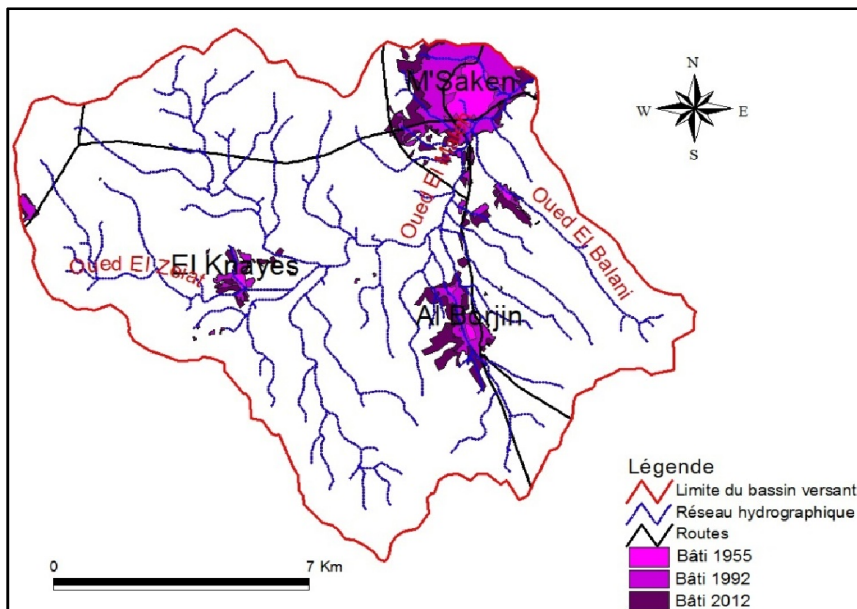 M'Saken
N
W
E
S
Oued El
Oued El Balani
Oued El Zerat
El Knayes
Al Borjin
Légende
Limite du bassin versant
Réseau hydrographique
Routes
Bâti 1955
Bâti 1992
Bâti 2012
0
7 Km